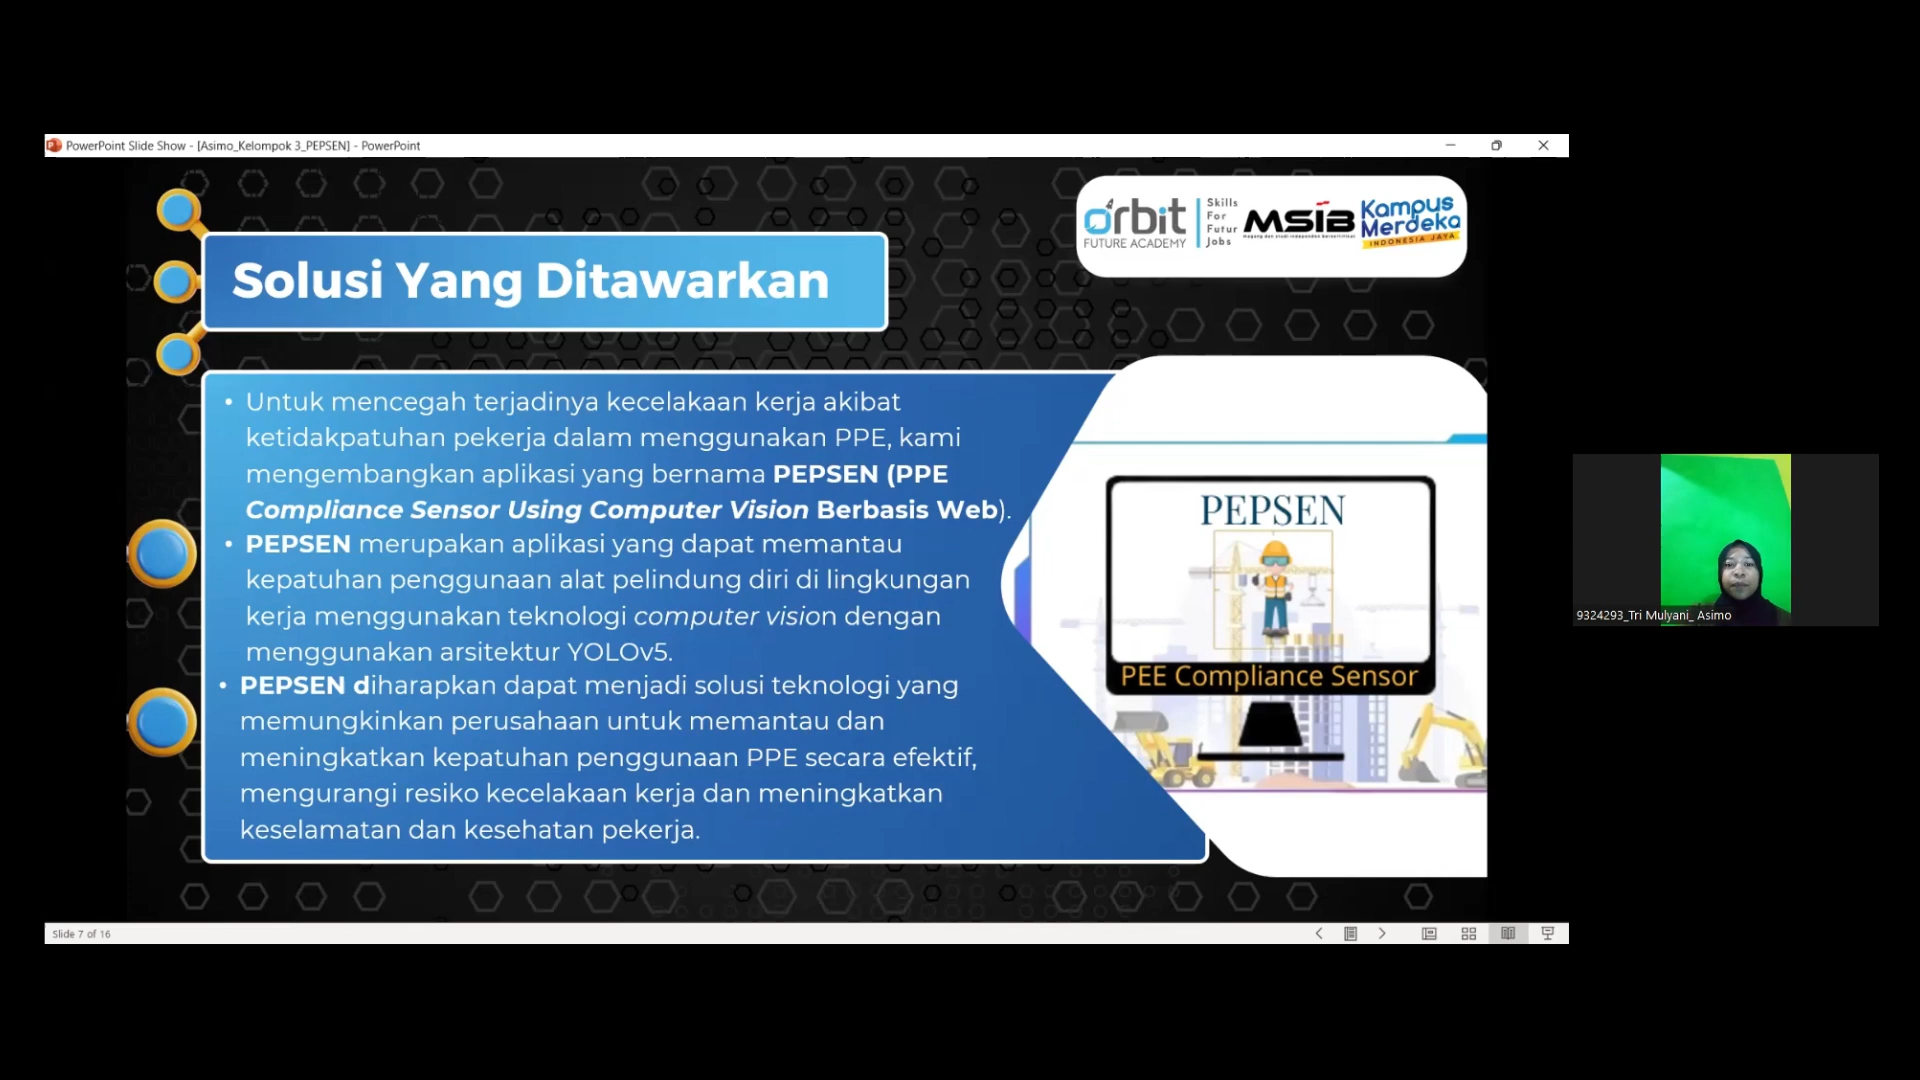 PowerPoint Slide Show - [Asimo_Kelompok 3_PEPSEN] - PowerPoint
orbit
FUTURE ACADEMY
Skills
For
Futur
Jobs
MSIB
Kampus
Merdeka
INDONESIA JAYA
Solusi Yang Ditawarkan
• Untuk mencegah terjadinya kecelakaan kerja akibat
ketidakpatuhan pekerja dalam menggunakan PPE, kami
mengembangkan aplikasi yang bernama PEPSEN (PPE
Compliance Sensor Using Computer Vision Berbasis Web).
• PEPSEN merupakan aplikasi yang dapat memantau
kepatuhan penggunaan alat pelindung diri di lingkungan
kerja menggunakan teknologi computer vision dengan
menggunakan arsitektur YOLOv5.
• PEPSEN diharapkan dapat menjadi solusi teknologi yang
memungkinkan perusahaan untuk memantau dan
meningkatkan kepatuhan penggunaan PPE secara efektif,
mengurangi resiko kecelakaan kerja dan meningkatkan
keselamatan dan kesehatan pekerja.
PEPSEN
PEE Compliance Sensor
9324293_Tri Mulyani_ Asimo
Slide 7 of 16